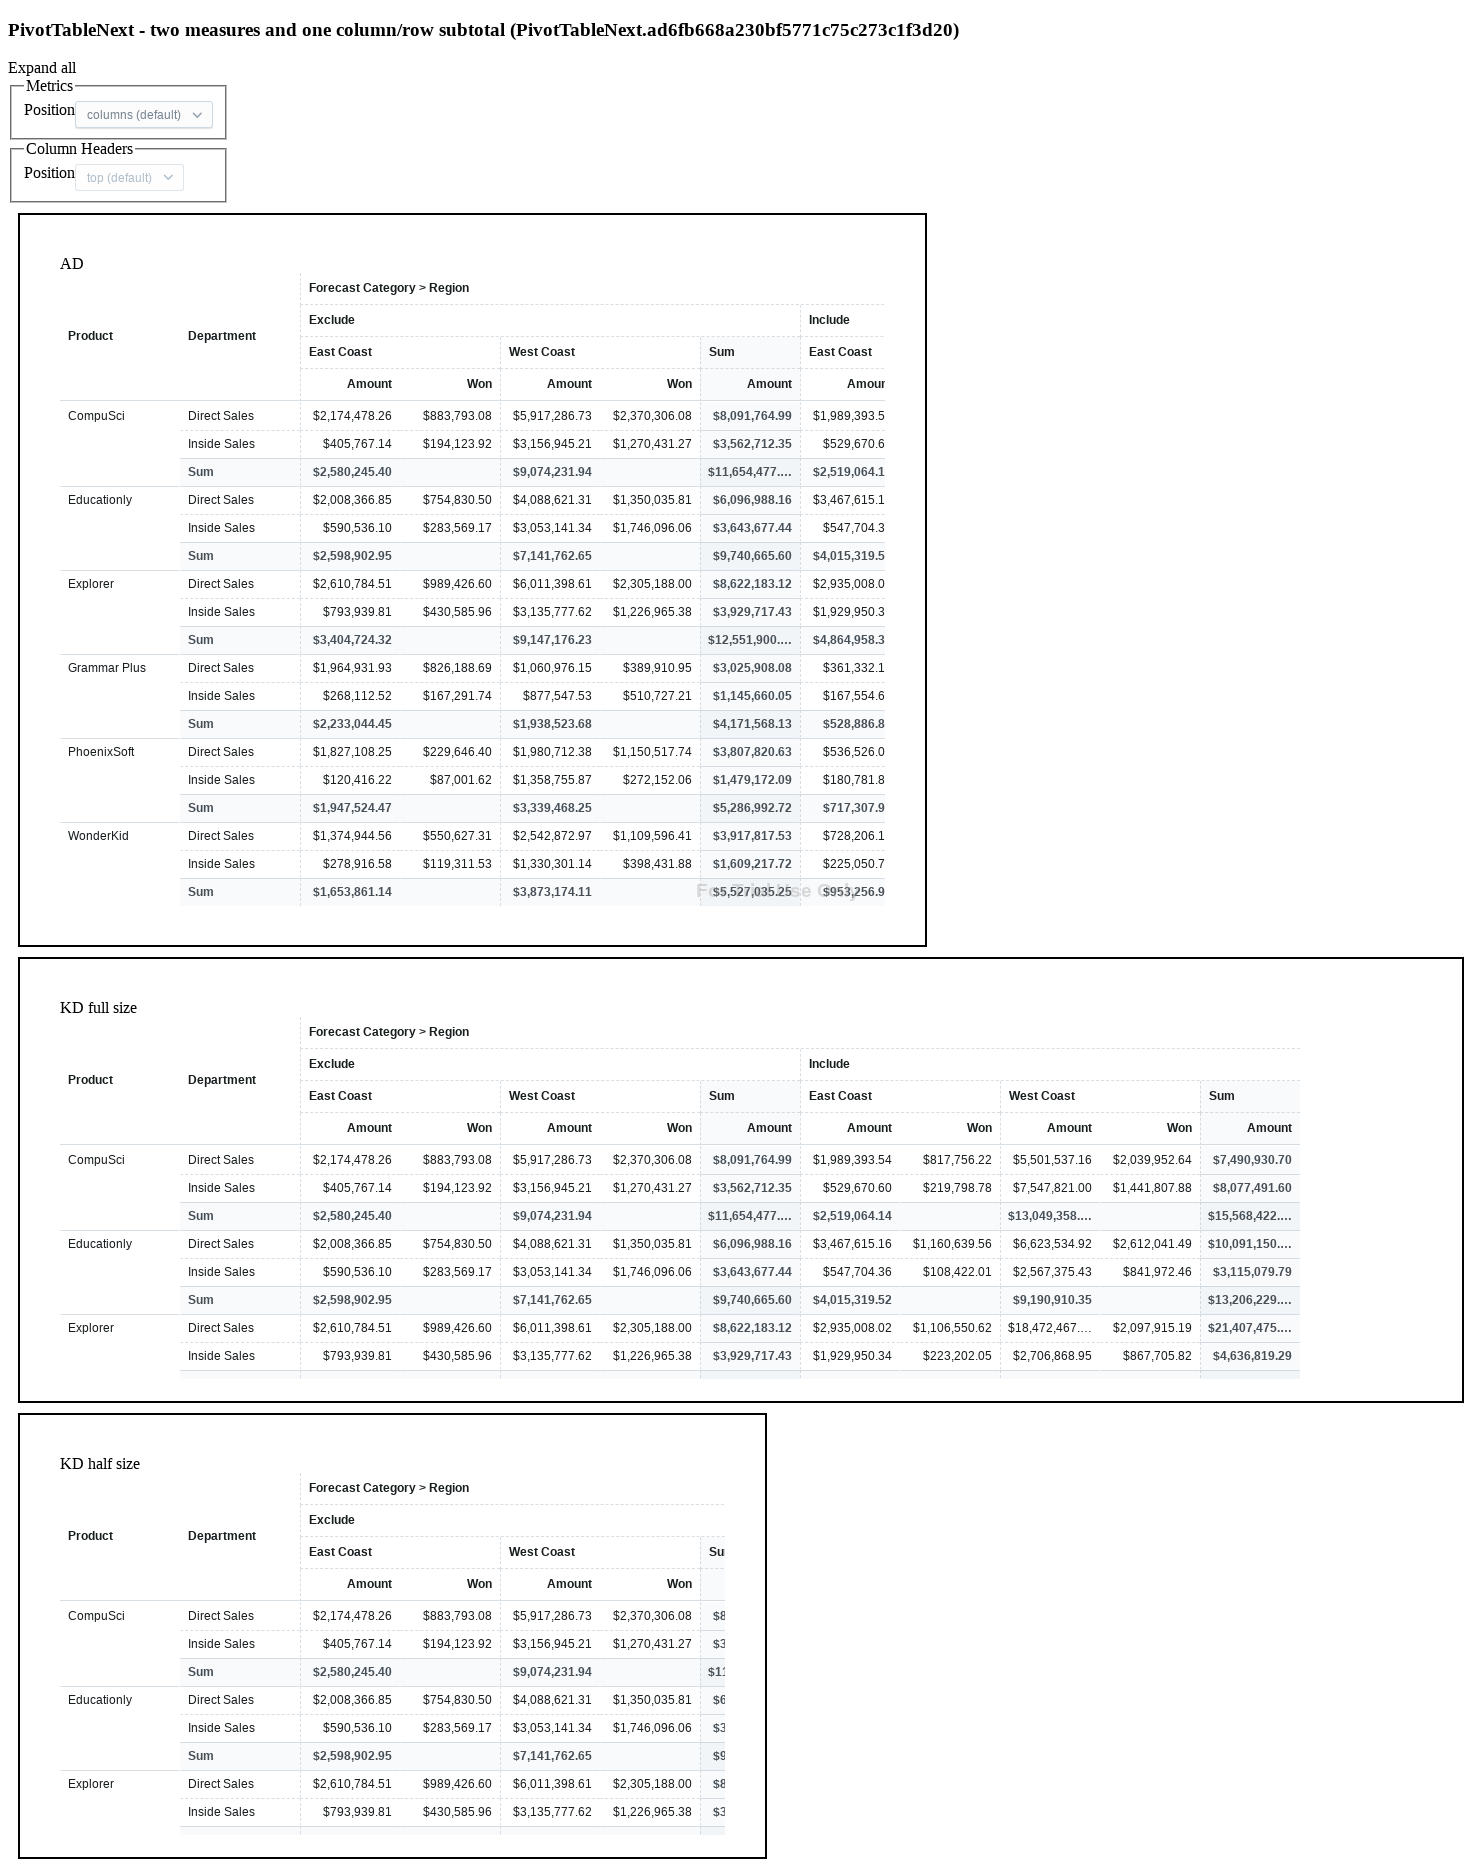 PivotTableNext - two measures and one column/row subtotal (PivotTableNext.ad6fb668a230bf5771c75c273c1f3d20)
Expand all
Metrics
Position columns (default)
Column Headers
Position top (default)
AD
Forecast Category > Region
Exclude Include
Product Department
East Coast West Coast Sum East Coast
Amount Won Amount Won Amount Amour
CompuSci Direct Sales $2,174,478.26 $883,793.08 $5,917,286.73 $2,370,306.08 $8,091,764.99 $1,989,393.5
Inside Sales $405,767.14 $194,123.92 $3,156,945.21 $1,270,431.27 $3,562,712.35 $529,670.6
Sum $2,580,245.40 $9,074,231.94 $11,654,477.… $2,519,064.1
Educationly Direct Sales $2,008,366.85 $754,830.50 $4,088,621.31 $1,350,035.81 $6,096,988.16 $3,467,615.1
Inside Sales $590,536.10 $283,569.17 $3,053,141.34 $1,746,096.06 $3,643,677.44 $547,704.3
Sum $2,598,902.95 $7,141,762.65 $9,740,665.60 $4,015,319.5
Explorer Direct Sales $2,610,784.51 $989,426.60 $6,011,398.61 $2,305,188.00 $8,622,183.12 $2,935,008.0
Inside Sales $793,939.81 $430,585.96 $3,135,777.62 $1,226,965.38 $3,929,717.43 $1,929,950.3
Sum $3,404,724.32 $9,147,176.23 $12,551,900.… $4,864,958.3
Grammar Plus Direct Sales $1,964,931.93 $826,188.69 $1,060,976.15 $389,910.95 $3,025,908.08 $361,332.1
Inside Sales $268,112.52 $167,291.74 $877,547.53 $510,727.21 $1,145,660.05 $167,554.6
Sum $2,233,044.45 $1,938,523.68 $4,171,568.13 $528,886.8
PhoenixSoft Direct Sales $1,827,108.25 $229,646.40 $1,980,712.38 $1,150,517.74 $3,807,820.63 $536,526.0
Inside Sales $120,416.22 $87,001.62 $1,358,755.87 $272,152.06 $1,479,172.09 $180,781.8
Sum $1,947,524.47 $3,339,468.25 $5,286,992.72 $717,307.9
WonderKid Direct Sales $1,374,944.56 $550,627.31 $2,542,872.97 $1,109,596.41 $3,917,817.53 $728,206.1
Inside Sales $278,916.58 $119,311.53 $1,330,301.14 $398,431.88 $1,609,217.72 $225,050.7
Sum $1,653,861.14 $3,873,174.11 $5,527,035.25 $953,256.9
For Trial Use Only
KD full size
Forecast Category > Region
Exclude Include
Product Department
East Coast West Coast Sum East Coast West Coast Sum
Amount Won Amount Won Amount Amount Won Amount Won Amount
CompuSci Direct Sales $2,174,478.26 $883,793.08 $5,917,286.73 $2,370,306.08 $8,091,764.99 $1,989,393.54 $817,756.22 $5,501,537.16 $2,039,952.64 $7,490,930.70
Inside Sales $405,767.14 $194,123.92 $3,156,945.21 $1,270,431.27 $3,562,712.35 $529,670.60 $219,798.78 $7,547,821.00 $1,441,807.88 $8,077,491.60
Sum $2,580,245.40 $9,074,231.94 $11,654,477.… $2,519,064.14 $13,049,358.… $15,568,422.…
Educationly Direct Sales $2,008,366.85 $754,830.50 $4,088,621.31 $1,350,035.81 $6,096,988.16 $3,467,615.16 $1,160,639.56 $6,623,534.92 $2,612,041.49 $10,091,150.…
Inside Sales $590,536.10 $283,569.17 $3,053,141.34 $1,746,096.06 $3,643,677.44 $547,704.36 $108,422.01 $2,567,375.43 $841,972.46 $3,115,079.79
Sum $2,598,902.95 $7,141,762.65 $9,740,665.60 $4,015,319.52 $9,190,910.35 $13,206,229.…
Explorer Direct Sales $2,610,784.51 $989,426.60 $6,011,398.61 $2,305,188.00 $8,622,183.12 $2,935,008.02 $1,106,550.62 $18,472,467.… $2,097,915.19 $21,407,475.…
Inside Sales $793,939.81 $430,585.96 $3,135,777.62 $1,226,965.38 $3,929,717.43 $1,929,950.34 $223,202.05 $2,706,868.95 $867,705.82 $4,636,819.29
KD half size
Forecast Category > Region
Exclude
Product Department
East Coast West Coast Su
Amount Won Amount Won
CompuSci Direct Sales $2,174,478.26 $883,793.08 $5,917,286.73 $2,370,306.08 $8
Inside Sales $405,767.14 $194,123.92 $3,156,945.21 $1,270,431.27 $3
Sum $2,580,245.40 $9,074,231.94 $11
Educationly Direct Sales $2,008,366.85 $754,830.50 $4,088,621.31 $1,350,035.81 $6
Inside Sales $590,536.10 $283,569.17 $3,053,141.34 $1,746,096.06 $3
Sum $2,598,902.95 $7,141,762.65 $9
Explorer Direct Sales $2,610,784.51 $989,426.60 $6,011,398.61 $2,305,188.00 $8
Inside Sales $793,939.81 $430,585.96 $3,135,777.62 $1,226,965.38 $3